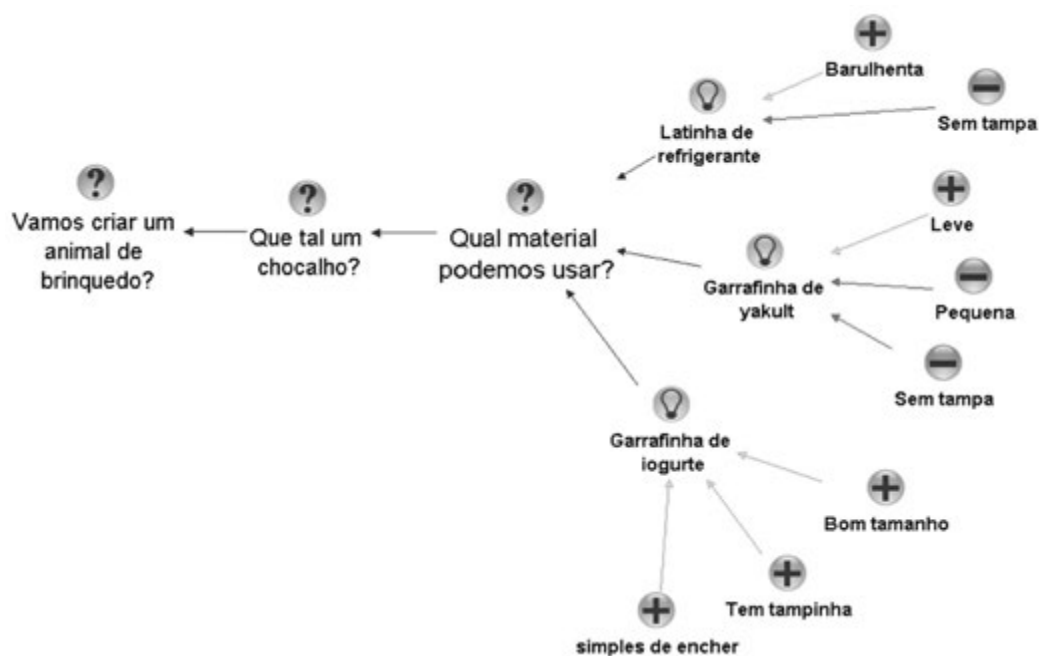 Vamos criar um
animal de
brinquedo?
Que tal um
chocalho?
Qual material
podemos usar?
Latinha de
refrigerante
Barulhenta
Sem tampa
Garrafinha de
yakult
Leve
Pequena
Sem tampa
Garrafinha de
iogurte
Bom tamanho
Tem tampinha
simples de encher